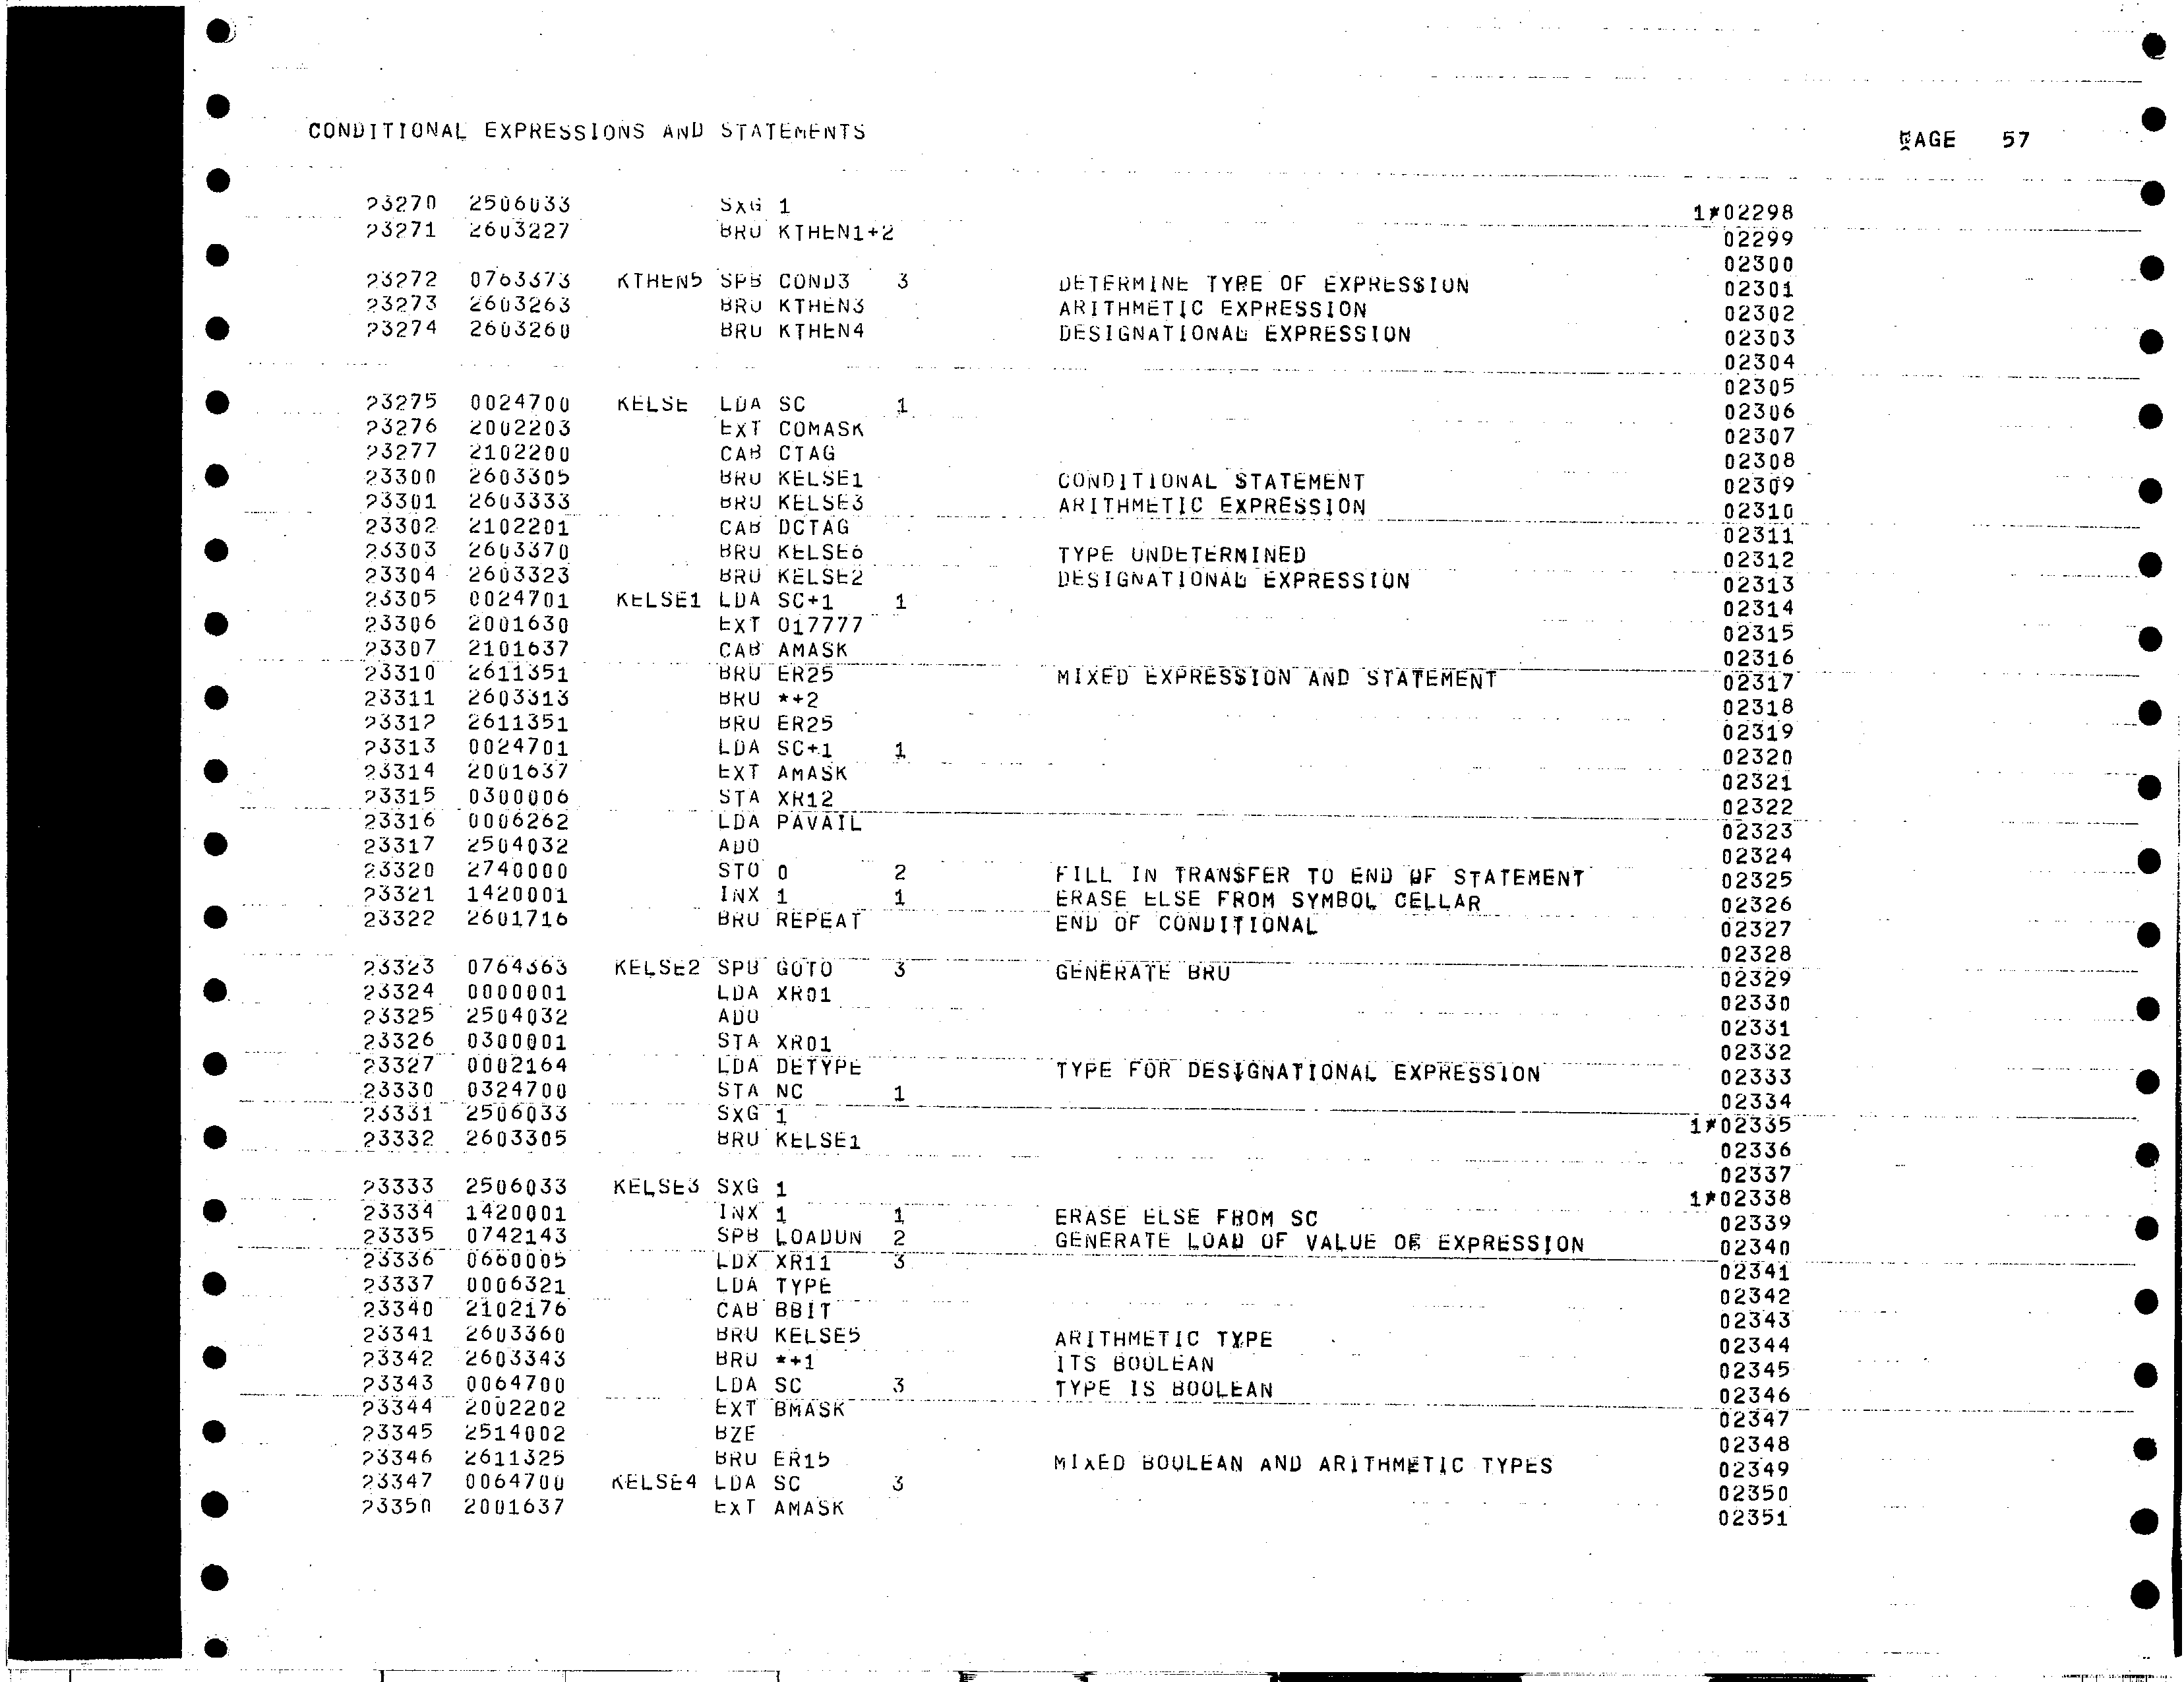 CONDITIONAL EXPRESSIONS AND STATEMENTS PAGE 57
23270 2506033 SXG 1 1*02298
23271 2603227 BRU KTHEN1+2 02299
02300
23272 0763373 KTHEN5 SPB COND3 3 DETERMINE TYPE OF EXPRESSION 02301
23273 2603263 BRU KTHEN3 ARITHMETIC EXPRESSION 02302
23274 2603260 BRU KTHEN4 DESIGNATIONAL EXPRESSION 02303
02304
02305
23275 0024700 KELSE LDA SC 1 02306
23276 2002203 EXT COMASK 02307
23277 2102200 CAB CTAG 02308
23300 2603305 BRU KELSE1 CONDITIONAL STATEMENT 02309
23301 2603333 BRU KELSE3 ARITHMETIC EXPRESSION 02310
23302 2102201 CAB DCTAG 02311
23303 2603370 BRU KELSE6 TYPE UNDETERMINED 02312
23304 2603323 BRU KELSE2 DESIGNATIONAL EXPRESSION 02313
23305 0024701 KELSE1 LDA SC+1 1 02314
23306 2001630 EXT O17777 02315
23307 2101637 CAB AMASK 02316
23310 2611351 BRU ER25 MIXED EXPRESSION AND STATEMENT 02317
23311 2603313 BRU *+2 02318
23312 2611351 BRU ER25 02319
23313 0024701 LDA SC+1 1 02320
23314 2001637 EXT AMASK 02321
23315 0300006 STA XR12 02322
23316 0006262 LDA PAVAIL 02323
23317 2504032 ADO 02324
23320 2740000 STO 0 2 FILL IN TRANSFER TO END OF STATEMENT 02325
23321 1420001 INX 1 1 ERASE ELSE FROM SYMBOL CELLAR 02326
23322 2601716 BRU REPEAT END OF CONDITIONAL 02327
02328
23323 0764363 KELSE2 SPB GOTO 3 GENERATE BRU 02329
23324 0000001 LDA XR01 02330
23325 2504032 ADO 02331
23326 0300001 STA XR01 02332
23327 0002164 LDA DETYPE TYPE FOR DESIGNATIONAL EXPRESSION 02333
23330 0324700 STA NC 1 02334
23331 2506033 SXG 1 1*02335
23332 2603305 BRU KELSE1 02336
02337
23333 2506033 KELSE3 SXG 1 1*02338
23334 1420001 INX 1 1 ERASE ELSE FROM SC 02339
23335 0742143 SPB LOADUN 2 GENERATE LOAD OF VALUE OF EXPRESSION 02340
23336 0660005 LDX XR11 3 02341
23337 0006321 LDA TYPE 02342
23340 2102176 CAB BBIT 02343
23341 2603360 BRU KELSE5 ARITHMETIC TYPE 02344
23342 2603343 BRU *+1 ITS BOOLEAN 02345
23343 0064700 LDA SC 3 TYPE IS BOOLEAN 02346
23344 2002202 EXT BMASK 02347
23345 2514002 BZE 02348
23346 2611325 BRU ER15 MIXED BOOLEAN AND ARITHMETIC TYPES 02349
23347 0064700 KELSE4 LDA SC 3 02350
23350 2001637 EXT AMASK 02351